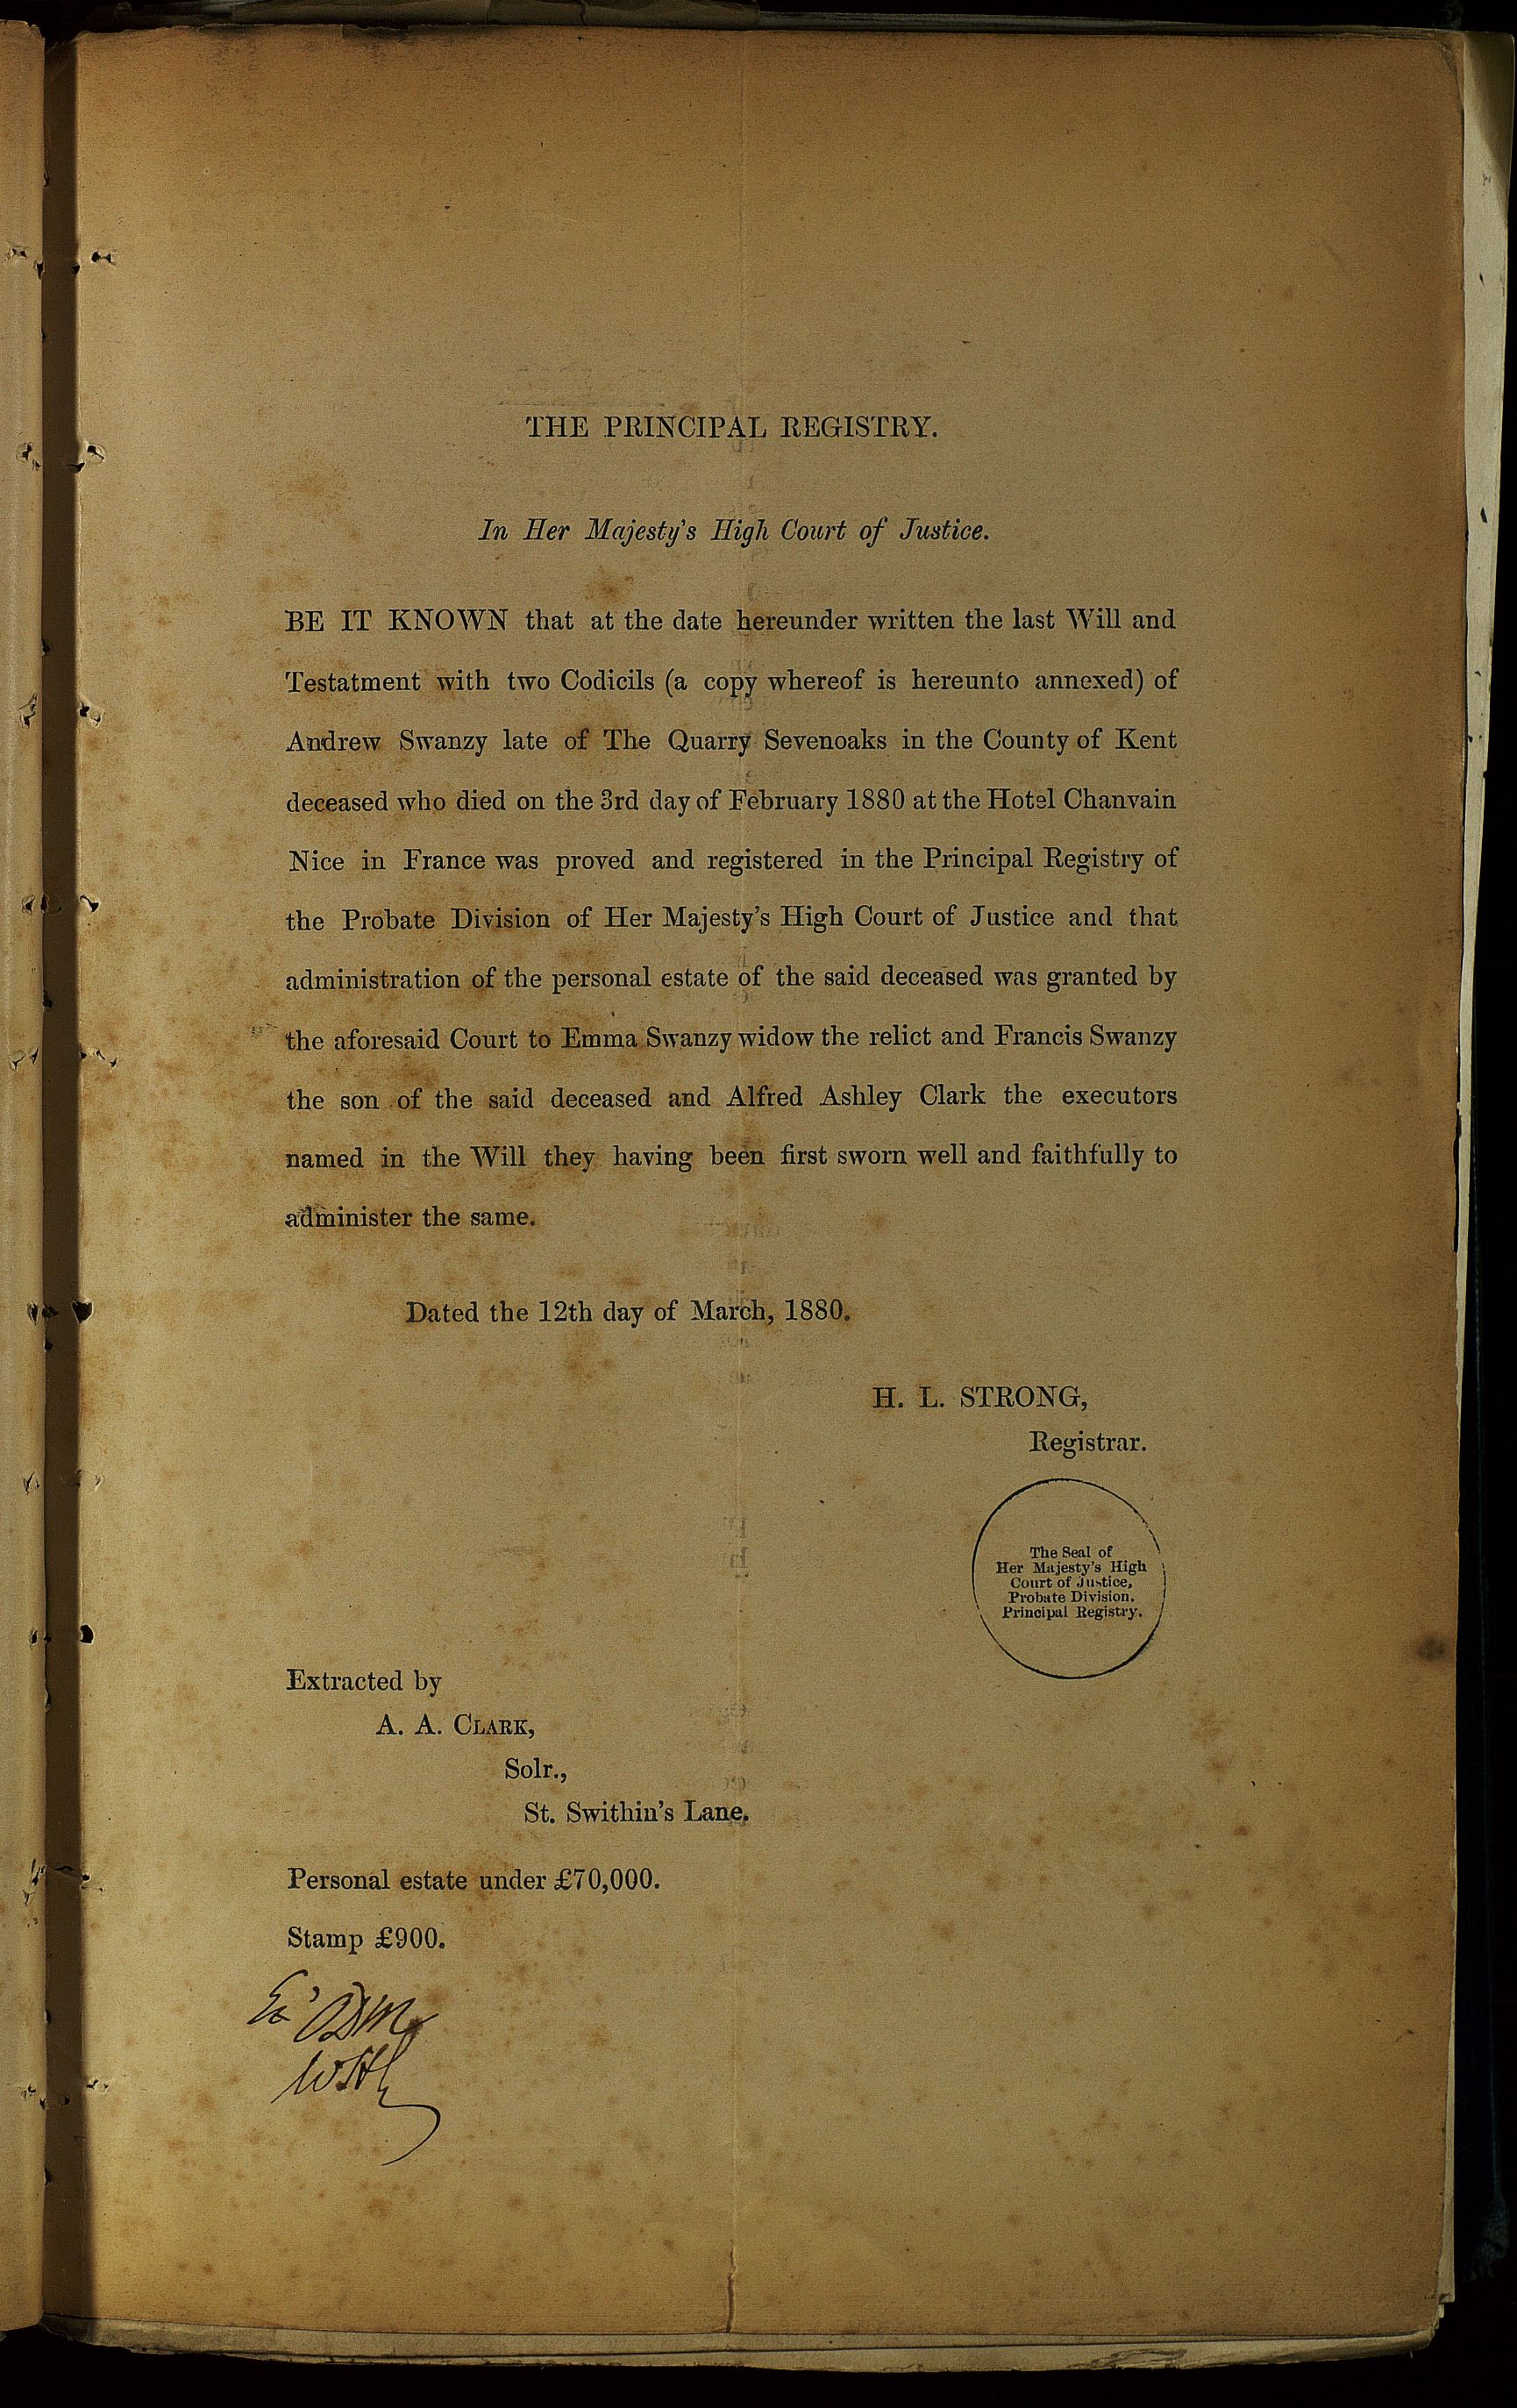 THE PRINCIPAL REGISTRY.
In Her Majesty's High Court of Justice.
BE IT KNOWN that at the date hereunder written the last Will and
Testatment with two Codicils (a copy whereof is hereunto annexed) of
Andrew Swanzy late of The Quarry Sevenoaks in the County of Kent
deceased who died on the 3rd day of February 1880 at the Hotel Chanvain
Nice in France was proved and registered in the Principal Registry of
the Probate Division of Her Majesty's High Court of Justice and that
administration of the personal estate of the said deceased was granted by
the aforesaid Court to Emma Swanzy widow the relict and Francis Swanzy
the son of the said deceased and Alfred Ashley Clark the executors
named in the Will they having been first sworn well and faithfully to
administer the same.
Dated the 12th day of March, 1880.
H. L. STRONG,
Registrar.
The Seal of
Her Majesty's High
Court of Justice,
Probate Division.
Principal Registry.
Extracted by
A. A. CLARK,
Solr.,
St. Swithin's Lane.
Personal estate under £70,000.
Stamp £900.